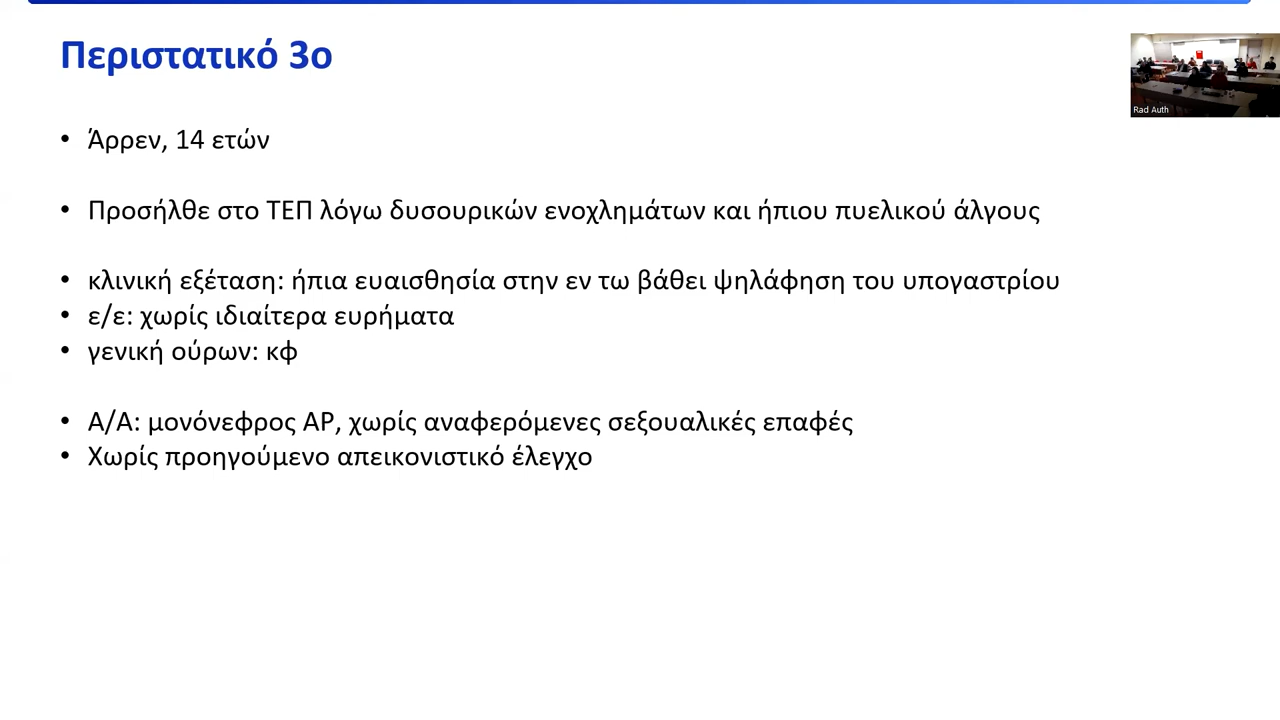 Περιστατικό 3ο
Rad Auth
• Άρρεν, 14 ετών
• Προσήλθε στο ΤΕΠ λόγω δυσουρικών ενοχλημάτων και ήπιου πυελικού άλγους
• κλινική εξέταση: ήπια ευαισθησία στην εν τω βάθει ψηλάφηση του υπογαστρίου
• ε/ε: χωρίς ιδιαίτερα ευρήματα
• γενική ούρων: κφ
• Α/Α: μονόνεφρος ΑΡ, χωρίς αναφερόμενες σεξουαλικές επαφές
• Χωρίς προηγούμενο απεικονιστικό έλεγχο